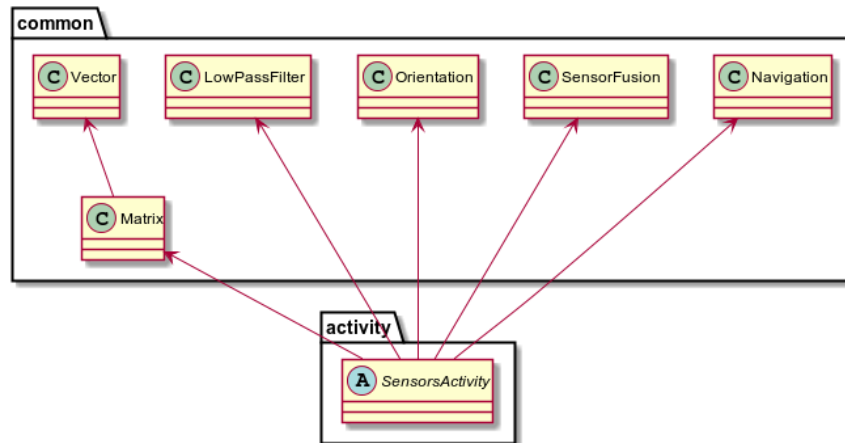 common
C Vector
C LowPassFilter
C Orientation
C SensorFusion
C Navigation
C Matrix
activity
A SensorsActivity